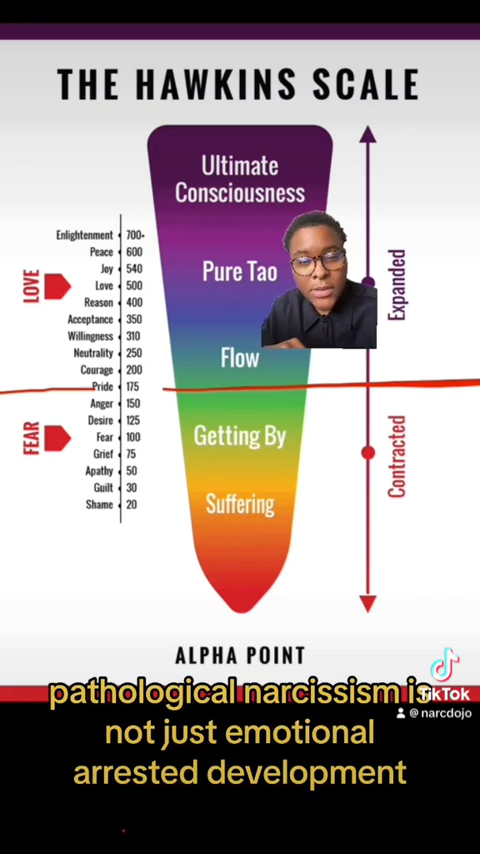 THE HAWKINS SCALE
Ultimate
Consciousness
Pure Tao
Flow
Getting By
Suffering
LOVE
FEAR
Enlightenment 700+
Peace 600
Joy 540
Love 500
Reason 400
Acceptance 350
Willingness 310
Neutrality 250
Courage 200
Pride 175
Anger 150
Desire 125
Fear 100
Grief 75
Apathy 50
Guilt 30
Shame 20
Expanded
Contracted
ALPHA POINT
pathological narcissism is
not just emotional
arrested development
TikTok
@ narcdojo